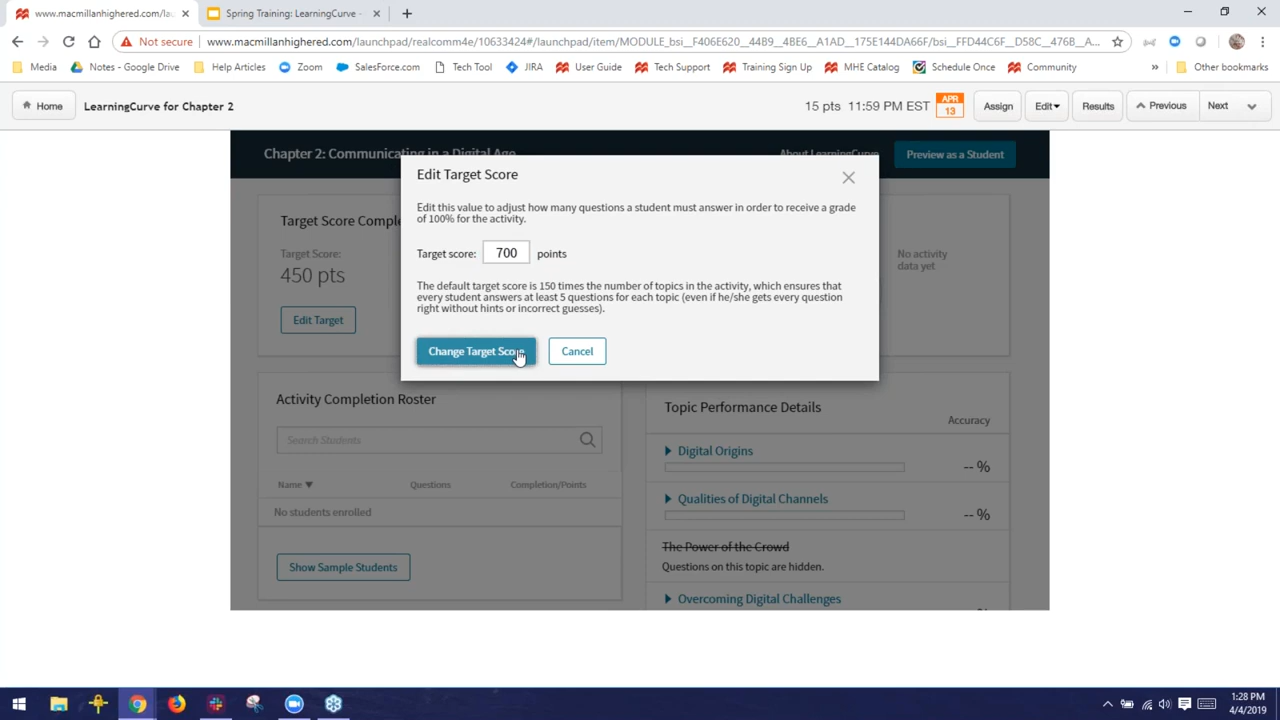 www.macmillanhighered.com/la
Spring Training: LearningCurve -
Not secure
www.macmillanhighered.com/launchpad/realcomm4e/10633424#/launchpad/item/MODULE_bsi__F406E620__44B9__4BE6__A1AD__175E144DA66F/bsi__FFD44C6F__D58C__476B__A...
Media
Notes - Google Drive
Help Articles
Zoom
SalesForce.com
Tech Tool
JIRA
User Guide
Tech Support
Training Sign Up
MHE Catalog
Schedule Once
Community
»
Other bookmarks
Home
LearningCurve for Chapter 2
15 pts 11:59 PM EST
APR
13
Assign
Edit
Results
Previous
Next
Chapter 2: Communicating in a Digital Age
About LearningCurve
Preview as a Student
Edit Target Score
Edit this value to adjust how many questions a student must answer in order to receive a grade
of 100% for the activity.
Target score: 700 points
The default target score is 150 times the number of topics in the activity, which ensures that
every student answers at least 5 questions for each topic (even if he/she gets every question
right without hints or incorrect guesses).
Change Target Score
Cancel
Target Score Comple
Target Score:
450 pts
Edit Target
No activity
data yet
Activity Completion Roster
Search Students
Name
Questions
Completion/Points
No students enrolled
Show Sample Students
Topic Performance Details
Accuracy
Digital Origins
-- %
Qualities of Digital Channels
-- %
The Power of the Crowd
Questions on this topic are hidden.
Overcoming Digital Challenges
1:28 PM
4/4/2019